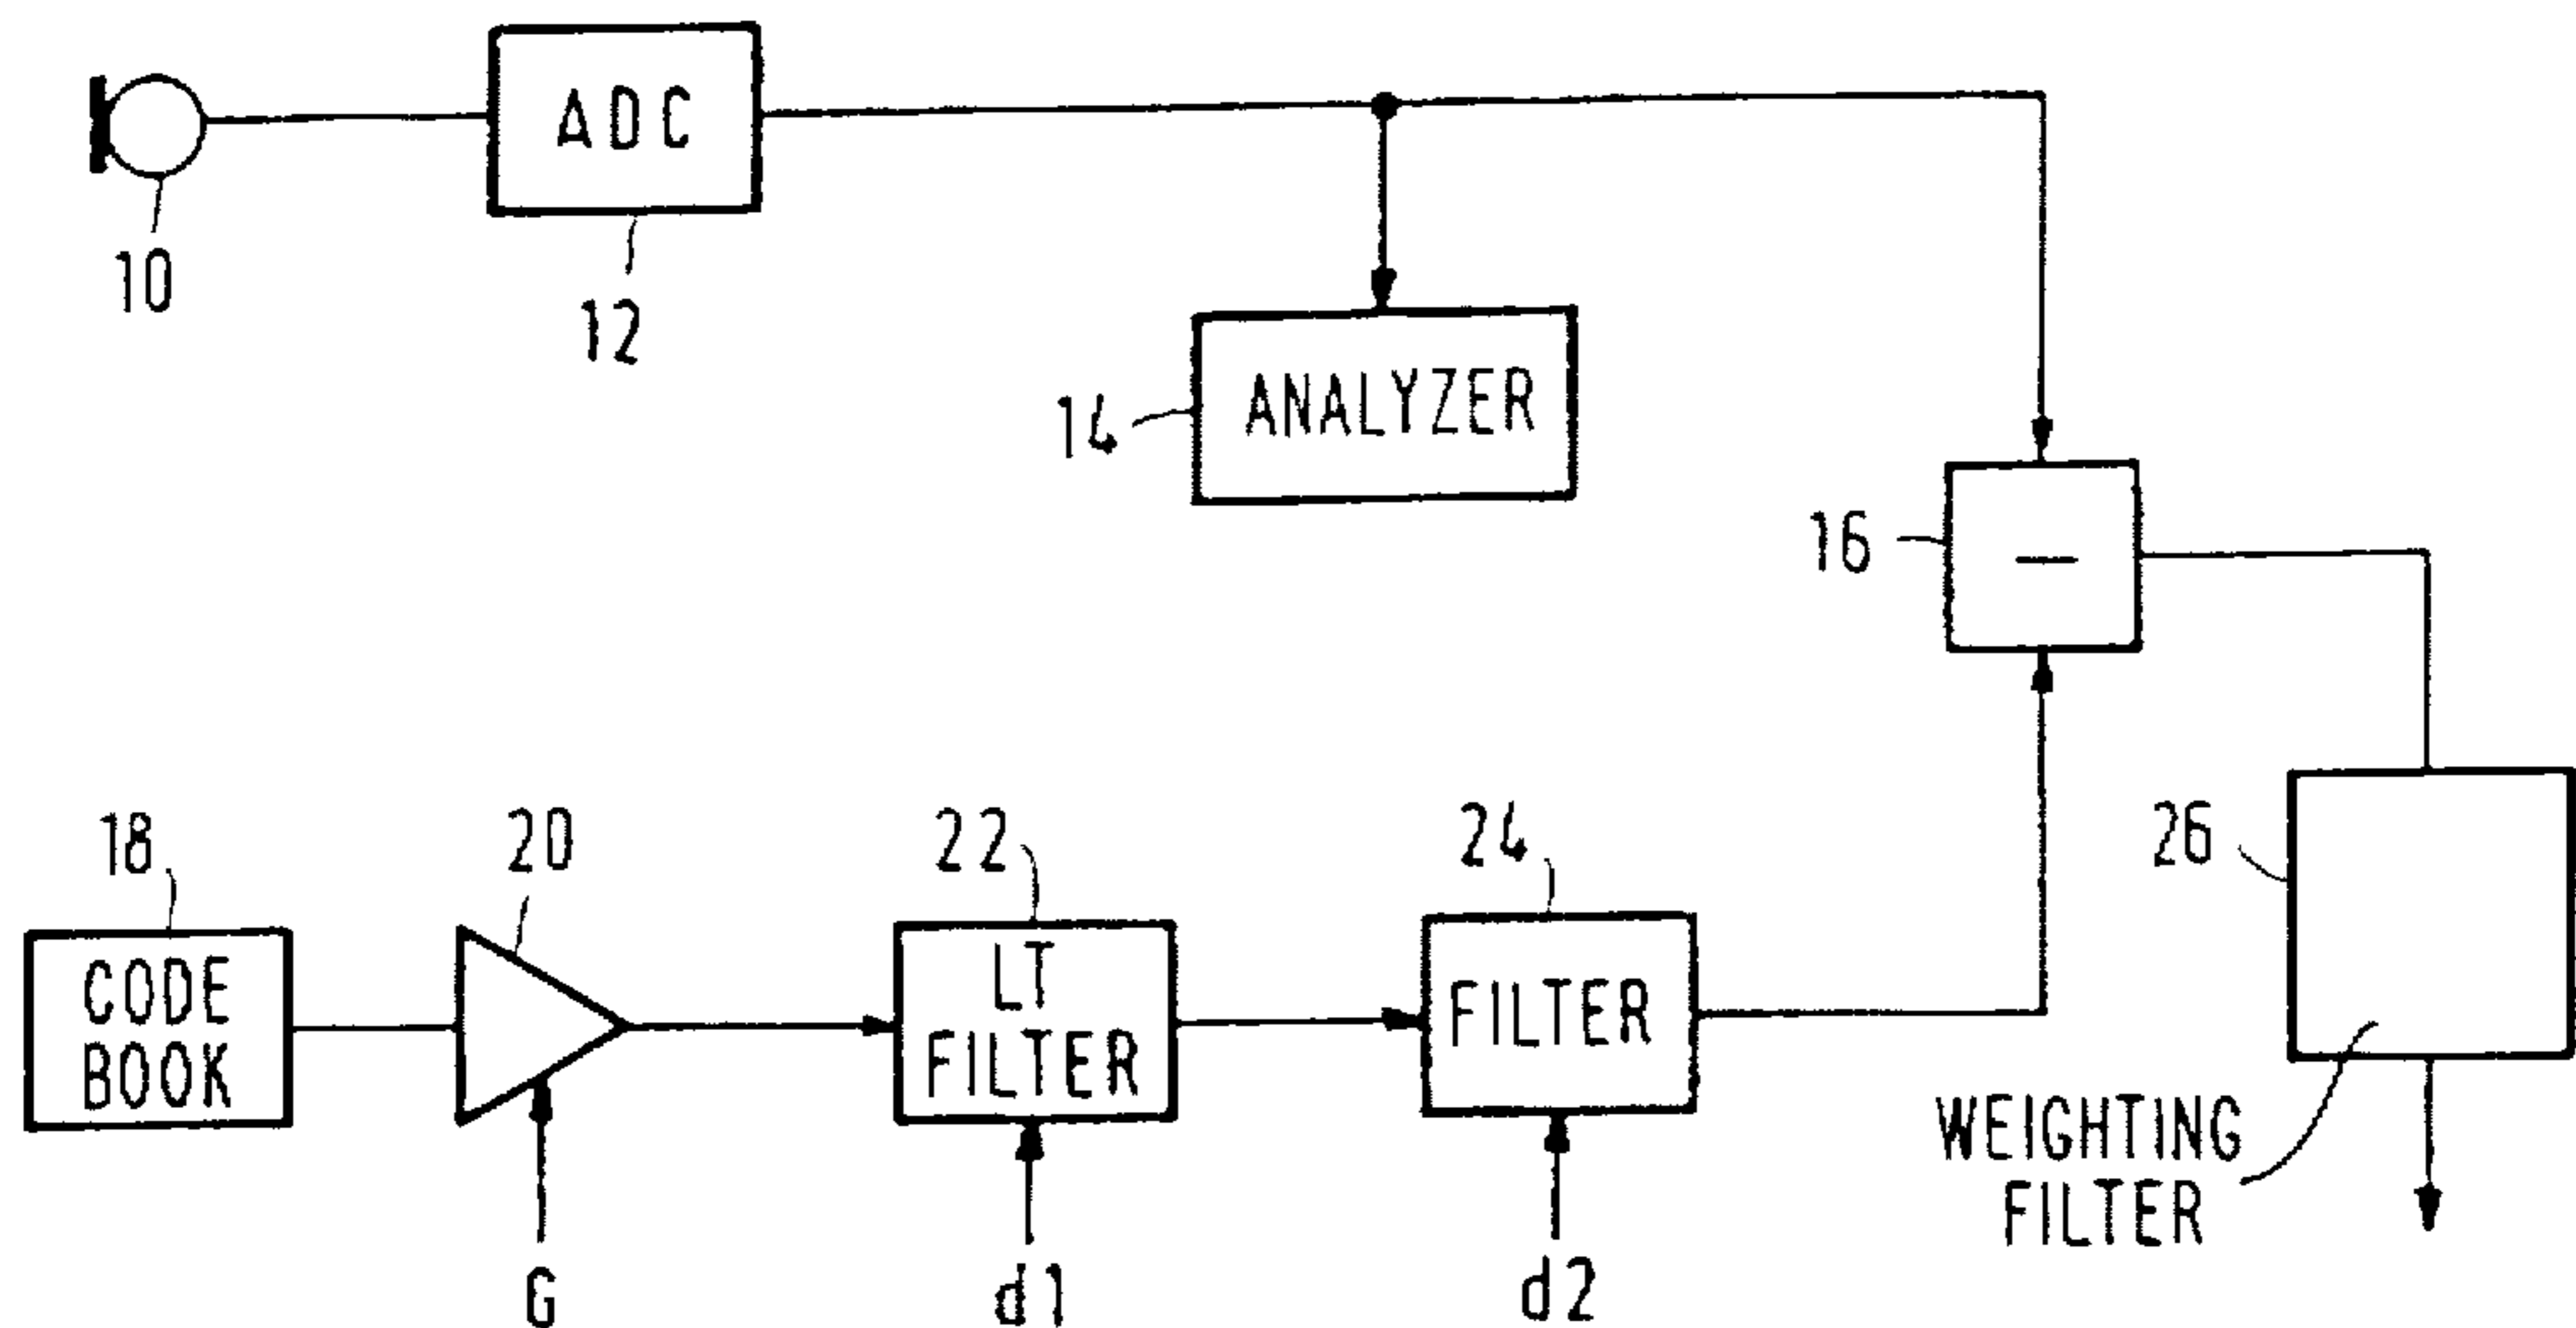 ADC
10
12
14
ANALYZER
16
−
18
20
22
24
26
CODE
BOOK
LT
FILTER
FILTER
WEIGHTING
FILTER
G
d1
d2